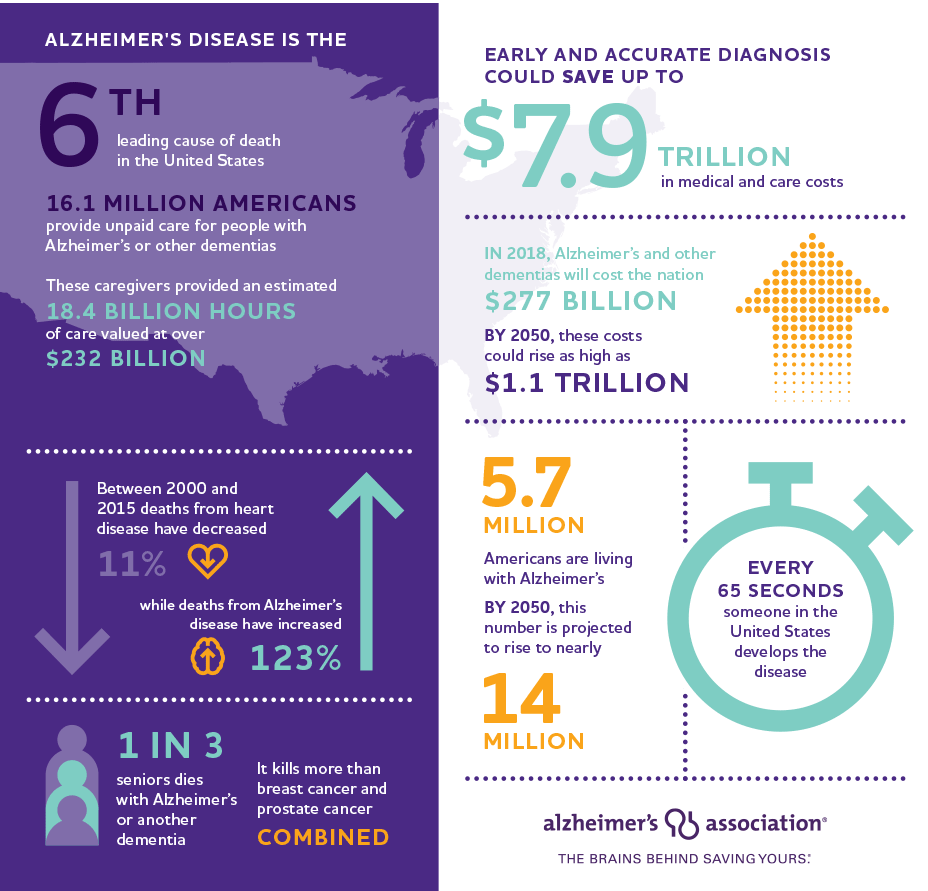 ALZHEIMER'S DISEASE IS THE
6TH
leading cause of death
in the United States
16.1 MILLION AMERICANS
provide unpaid care for people with
Alzheimer's or other dementias
These caregivers provided an estimated
18.4 BILLION HOURS
of care valued at over
$232 BILLION
Between 2000 and
2015 deaths from heart
disease have decreased
11%
while deaths from Alzheimer's
disease have increased
123%
1 IN 3
seniors dies
with Alzheimer's
or another
dementia
It kills more than
breast cancer and
prostate cancer
COMBINED
EARLY AND ACCURATE DIAGNOSIS
COULD SAVE UP TO
$7.9
TRILLION
in medical and care costs
IN 2018, Alzheimer's and other
dementias will cost the nation
$277 BILLION
BY 2050, these costs
could rise as high as
$1.1 TRILLION
5.7
MILLION
Americans are living
with Alzheimer's
BY 2050, this
number is projected
to rise to nearly
14
MILLION
EVERY
65 SECONDS
someone in the
United States
develops the
disease
alzheimer's association®
THE BRAINS BEHIND SAVING YOURS.™